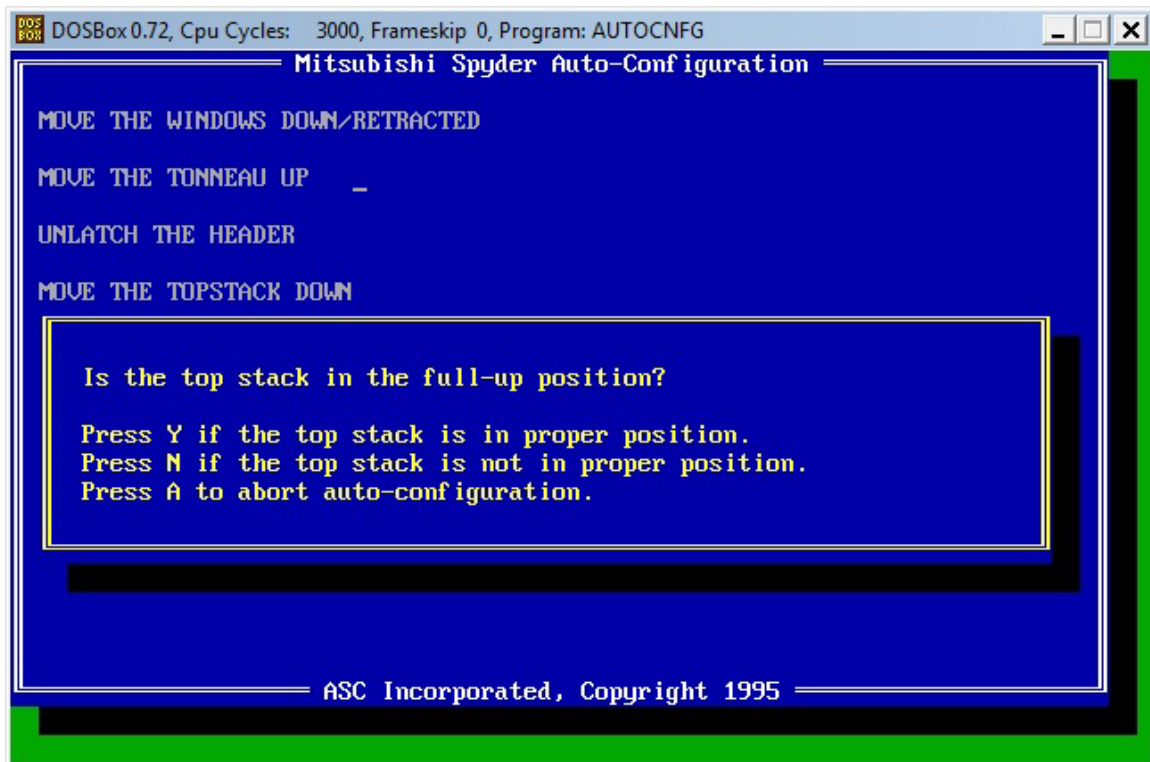 DOS
BOX
DOSBox 0.72, Cpu Cycles: 3000, Frameskip 0, Program: AUTOCNFG
Mitsubishi Spyder Auto-Configuration
MOVE THE WINDOWS DOWN/RETRACTED
MOVE THE TONNEAU UP _
UNLATCH THE HEADER
MOVE THE TOPSTACK DOWN
Is the top stack in the full-up position?
Press Y if the top stack is in proper position.
Press N if the top stack is not in proper position.
Press A to abort auto-configuration.
ASC Incorporated, Copyright 1995